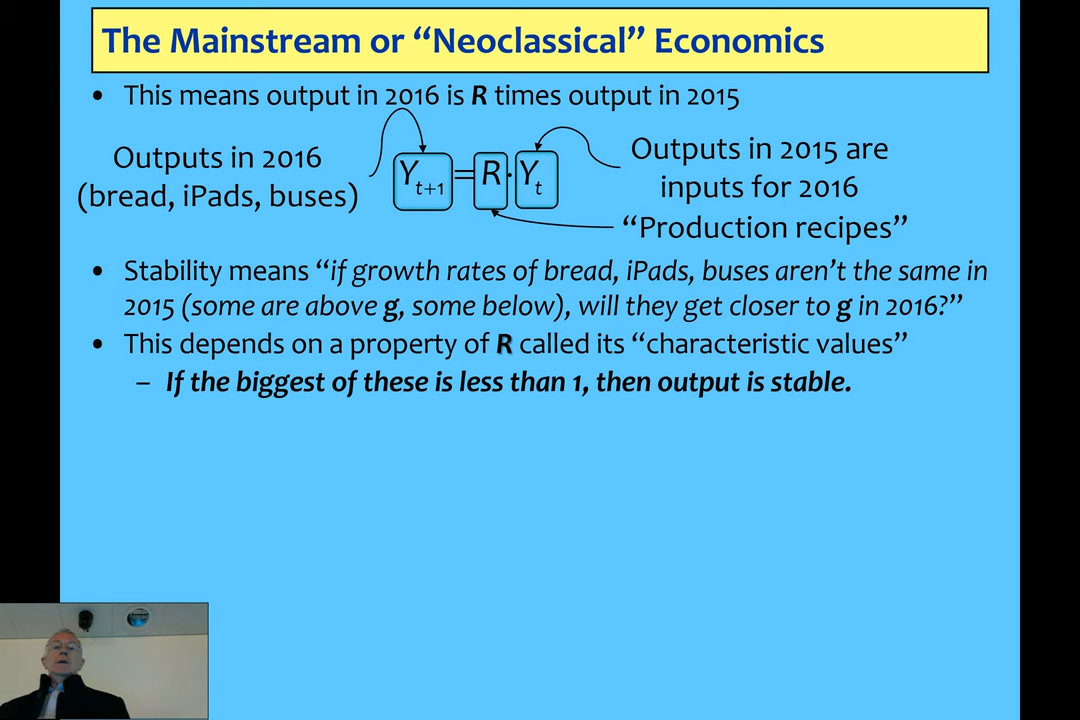 The Mainstream or “Neoclassical” Economics
• This means output in 2016 is R times output in 2015
Outputs in 2016
(bread, iPads, buses)
Yt+1=R·Yt
Outputs in 2015 are
inputs for 2016
“Production recipes”
• Stability means “if growth rates of bread, iPads, buses aren’t the same in
2015 (some are above g, some below), will they get closer to g in 2016?”
• This depends on a property of R called its “characteristic values”
– If the biggest of these is less than 1, then output is stable.